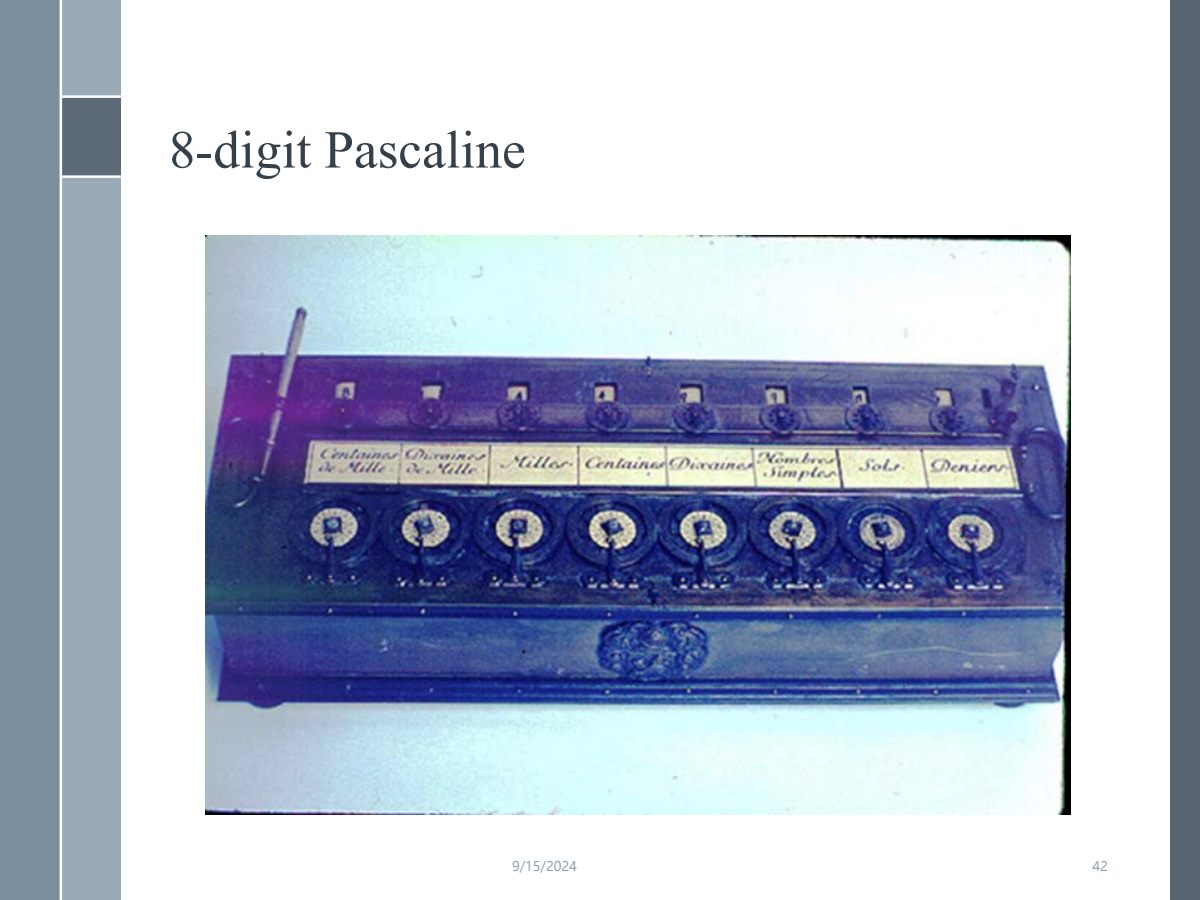 8-digit Pascaline
Centaines de Mille
Dixaines de Mille
Milles
Centaines
Dixaines
Nombres Simples
Sols
Deniers
9/15/2024
42